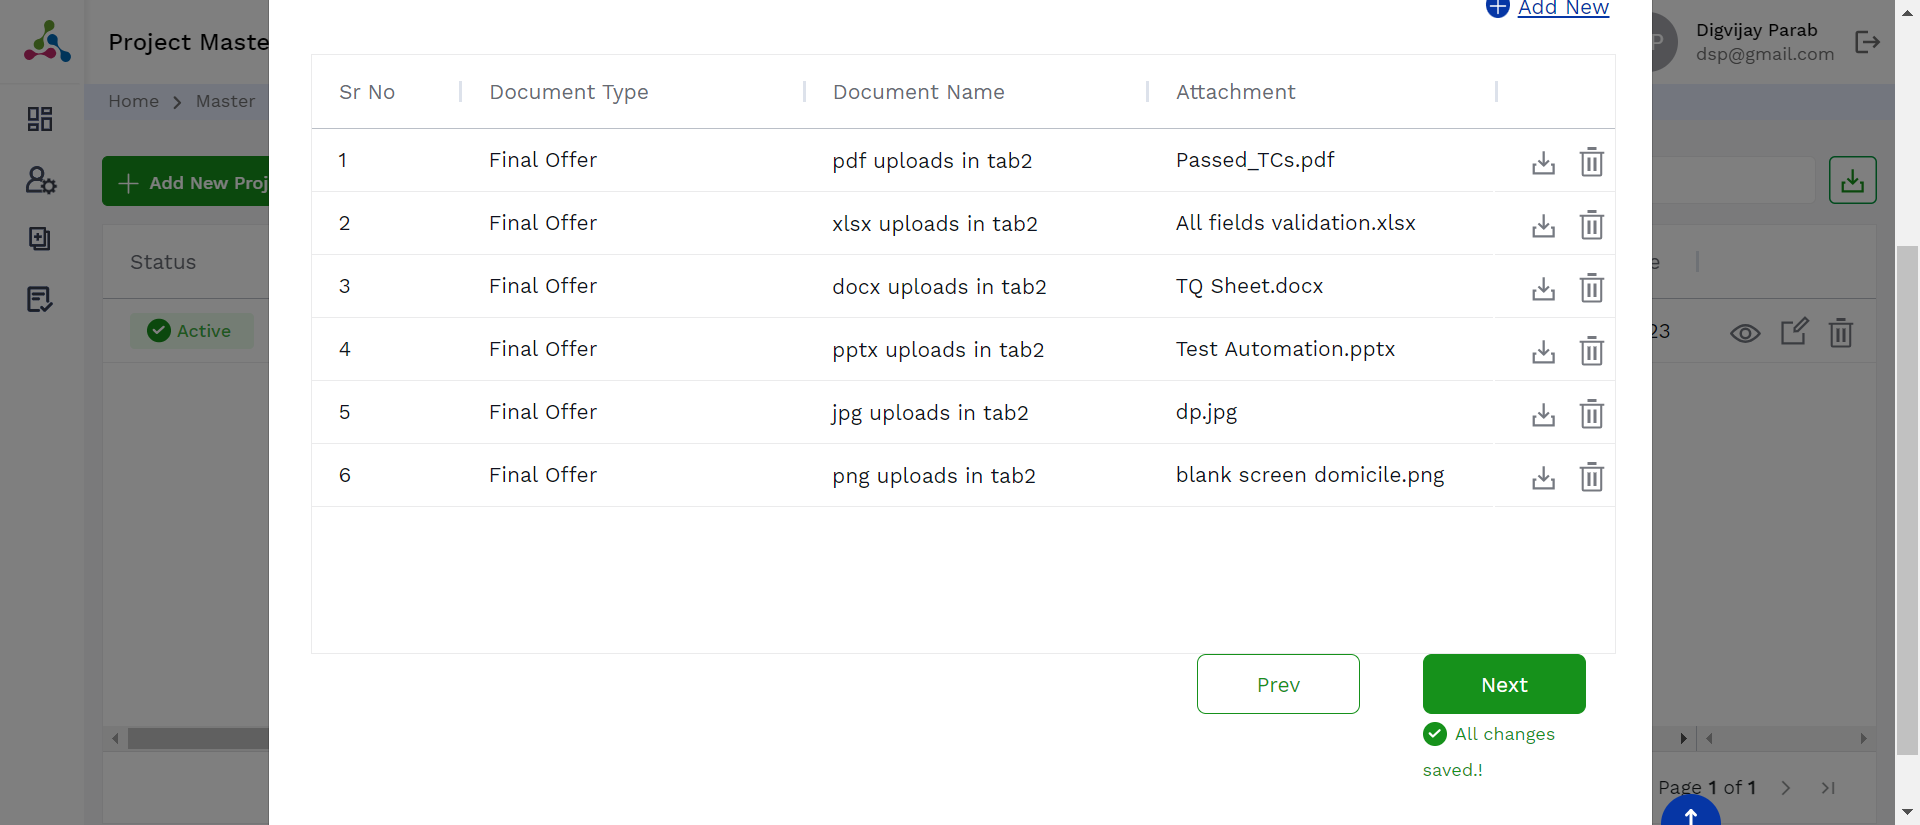 Add New
Project Maste
P
Digvijay Parab
dsp@gmail.com
Home
Master
Sr No Document Type Document Name Attachment
1 Final Offer pdf uploads in tab2 Passed_TCs.pdf
Add New Proj
2 Final Offer xlsx uploads in tab2 All fields validation.xlsx
Status
e
3 Final Offer docx uploads in tab2 TQ Sheet.docx
Active
23
4 Final Offer pptx uploads in tab2 Test Automation.pptx
5 Final Offer jpg uploads in tab2 dp.jpg
6 Final Offer png uploads in tab2 blank screen domicile.png
Prev
Next
All changes
saved.!
Page 1 of 1